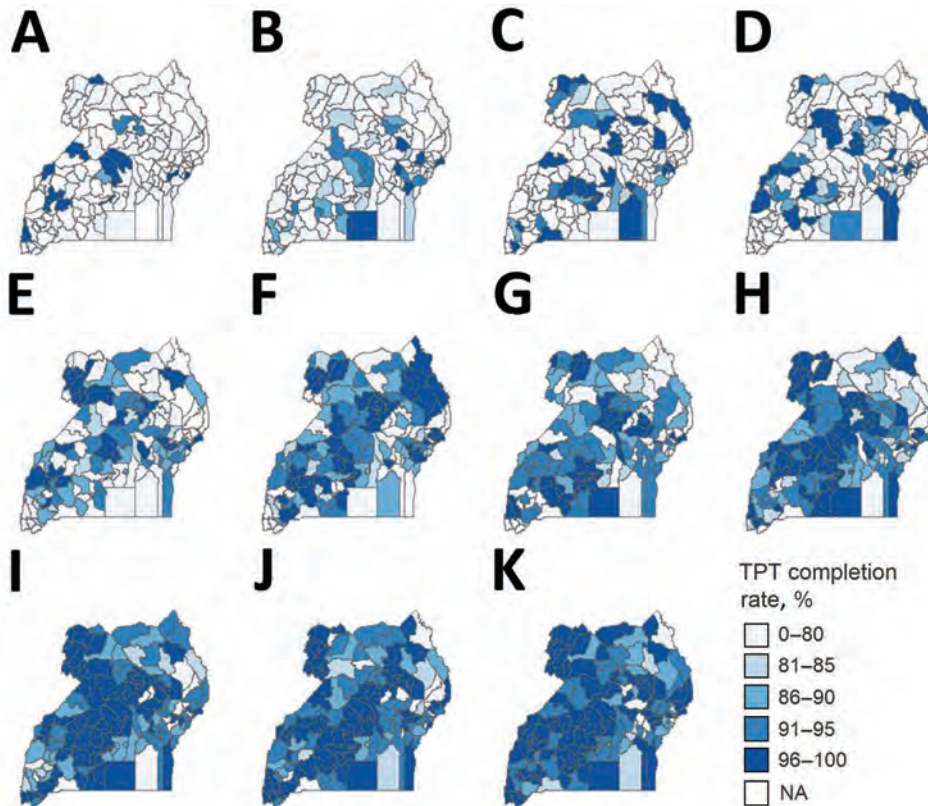 A
B
C
D
E
F
G
H
I
J
K
TPT completion
rate, %
0–80
81–85
86–90
91–95
96–100
NA